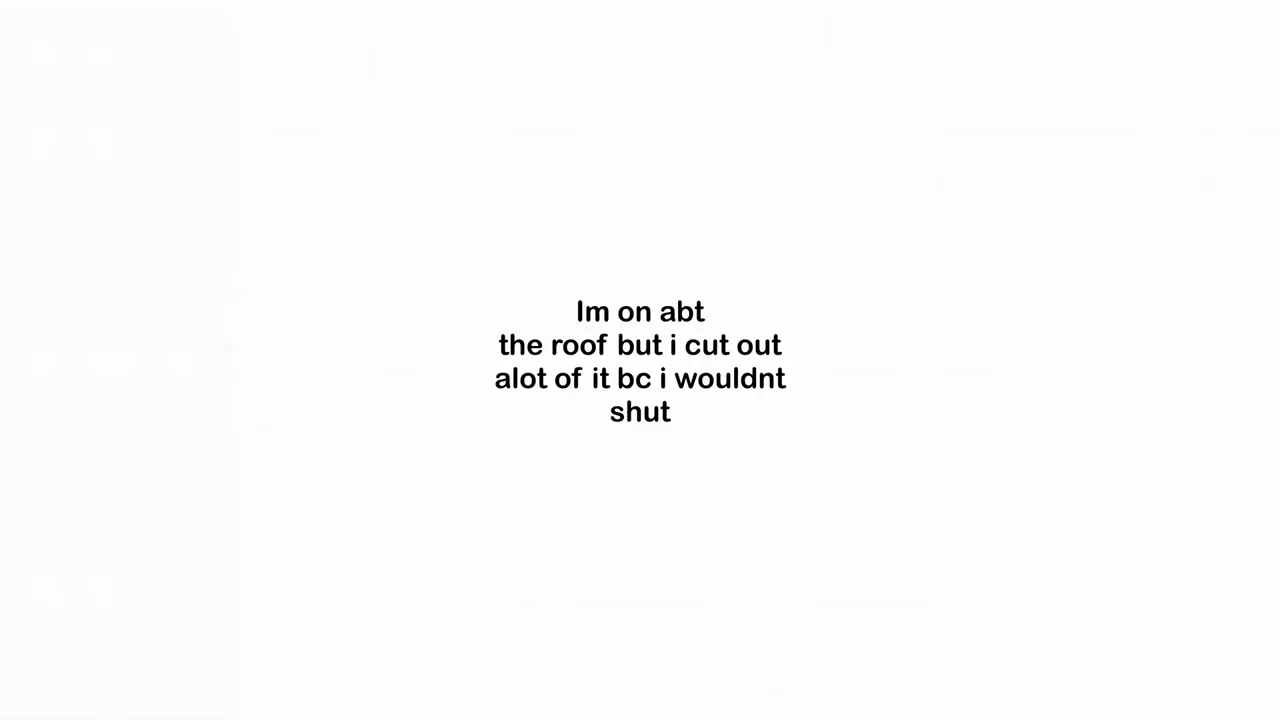 Im on abt
the roof but i cut out
alot of it bc i wouldnt
shut